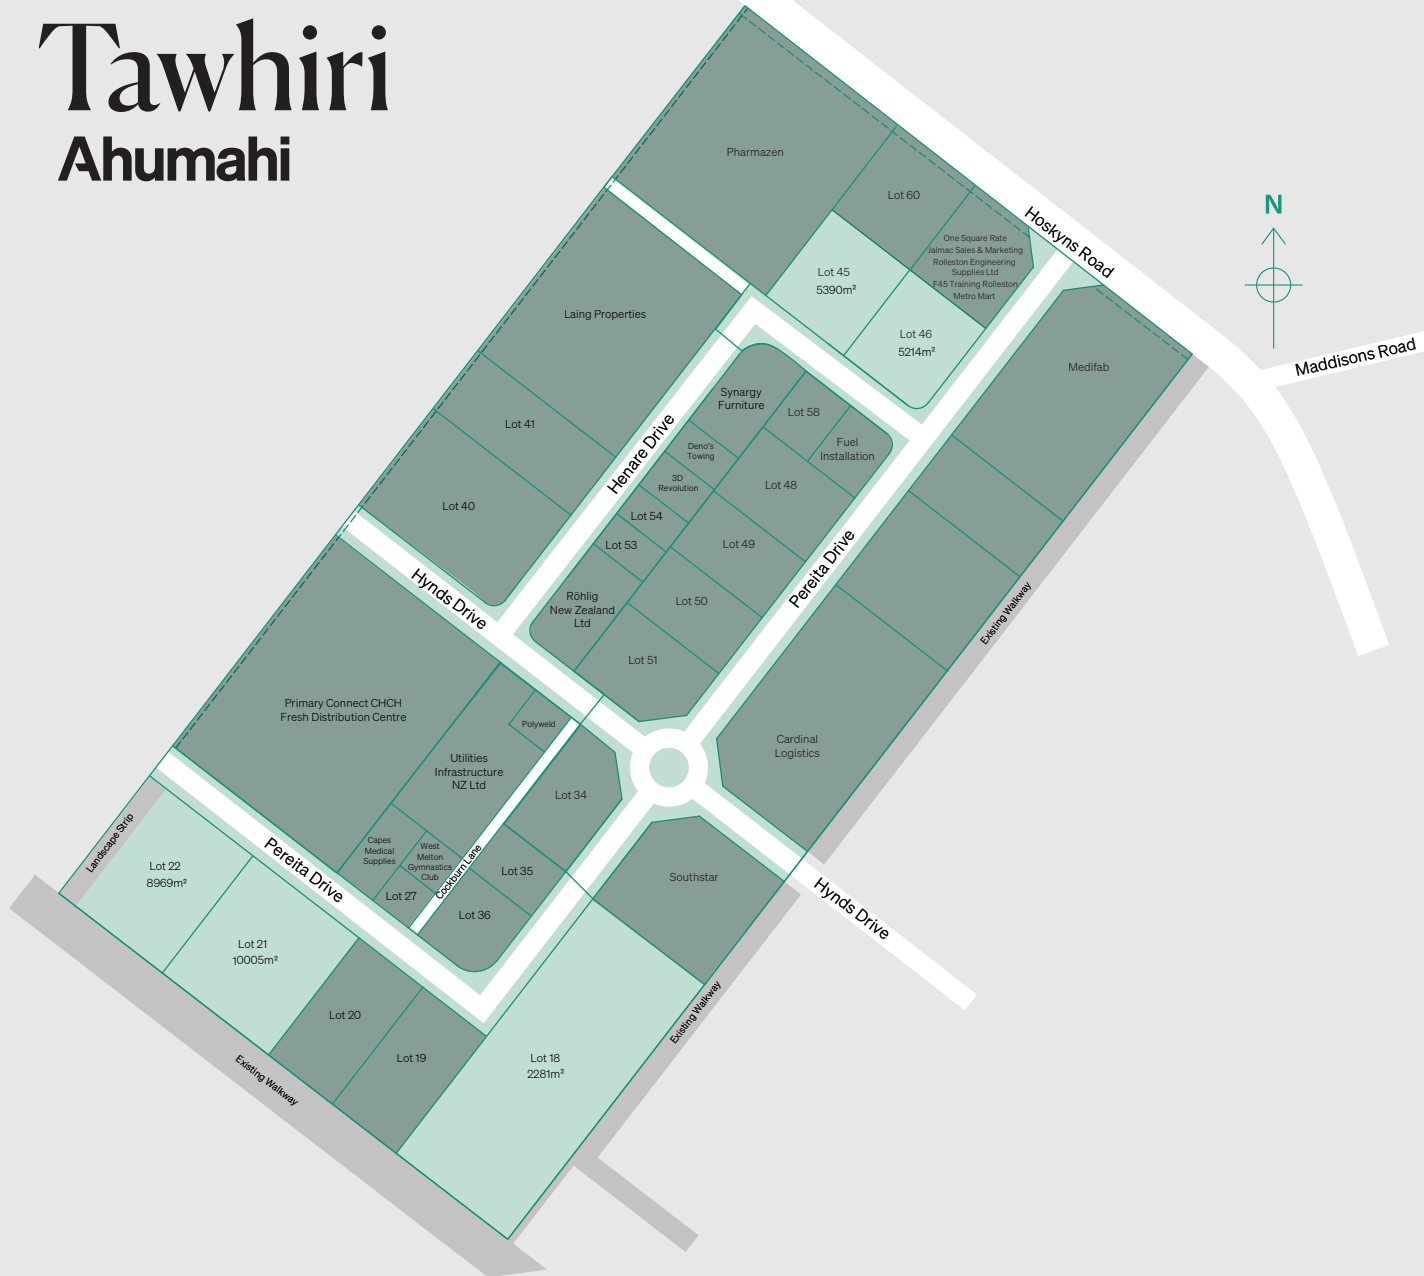 Tawhiri
Ahumahi
N
Hoskyns Road
Maddisons Road
Pharmazen
Lot 60
One Square Rate
Jalmac Sales & Marketing
Rolleston Engineering
Supplies Ltd
F45 Training Rolleston
Metro Mart
Lot 45
5390m²
Lot 46
5214m²
Laing Properties
Medifab
Lot 41
Lot 40
Henare Drive
Synargy
Furniture
Lot 58
Fuel
Installation
Deno's
Towing
3D
Revolution
Lot 48
Lot 54
Lot 53
Lot 49
Röhlig
New Zealand
Ltd
Lot 50
Lot 51
Pereita Drive
Existing Walkway
Hynds Drive
Primary Connect CHCH
Fresh Distribution Centre
Polyweld
Utilities
Infrastructure
NZ Ltd
Cardinal
Logistics
Lot 34
Capes
Medical
Supplies
West
Melton
Gymnastics
Club
Cockburn Lane
Lot 35
Lot 27
Lot 36
Southstar
Hynds Drive
Landscape Strip
Pereita Drive
Lot 22
8969m²
Lot 21
10005m²
Lot 20
Lot 19
Lot 18
2281m²
Existing Walkway
Existing Walkway